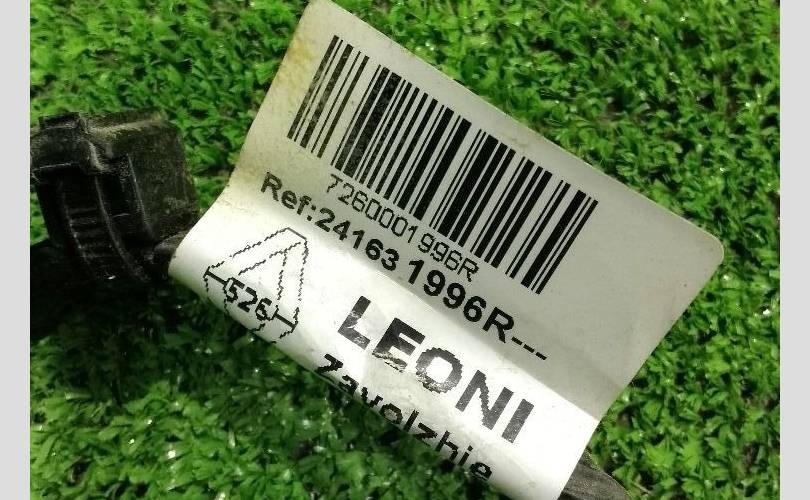 7260001996R
Ref:24163 1996R---
526
LEONI
Zavolzhie